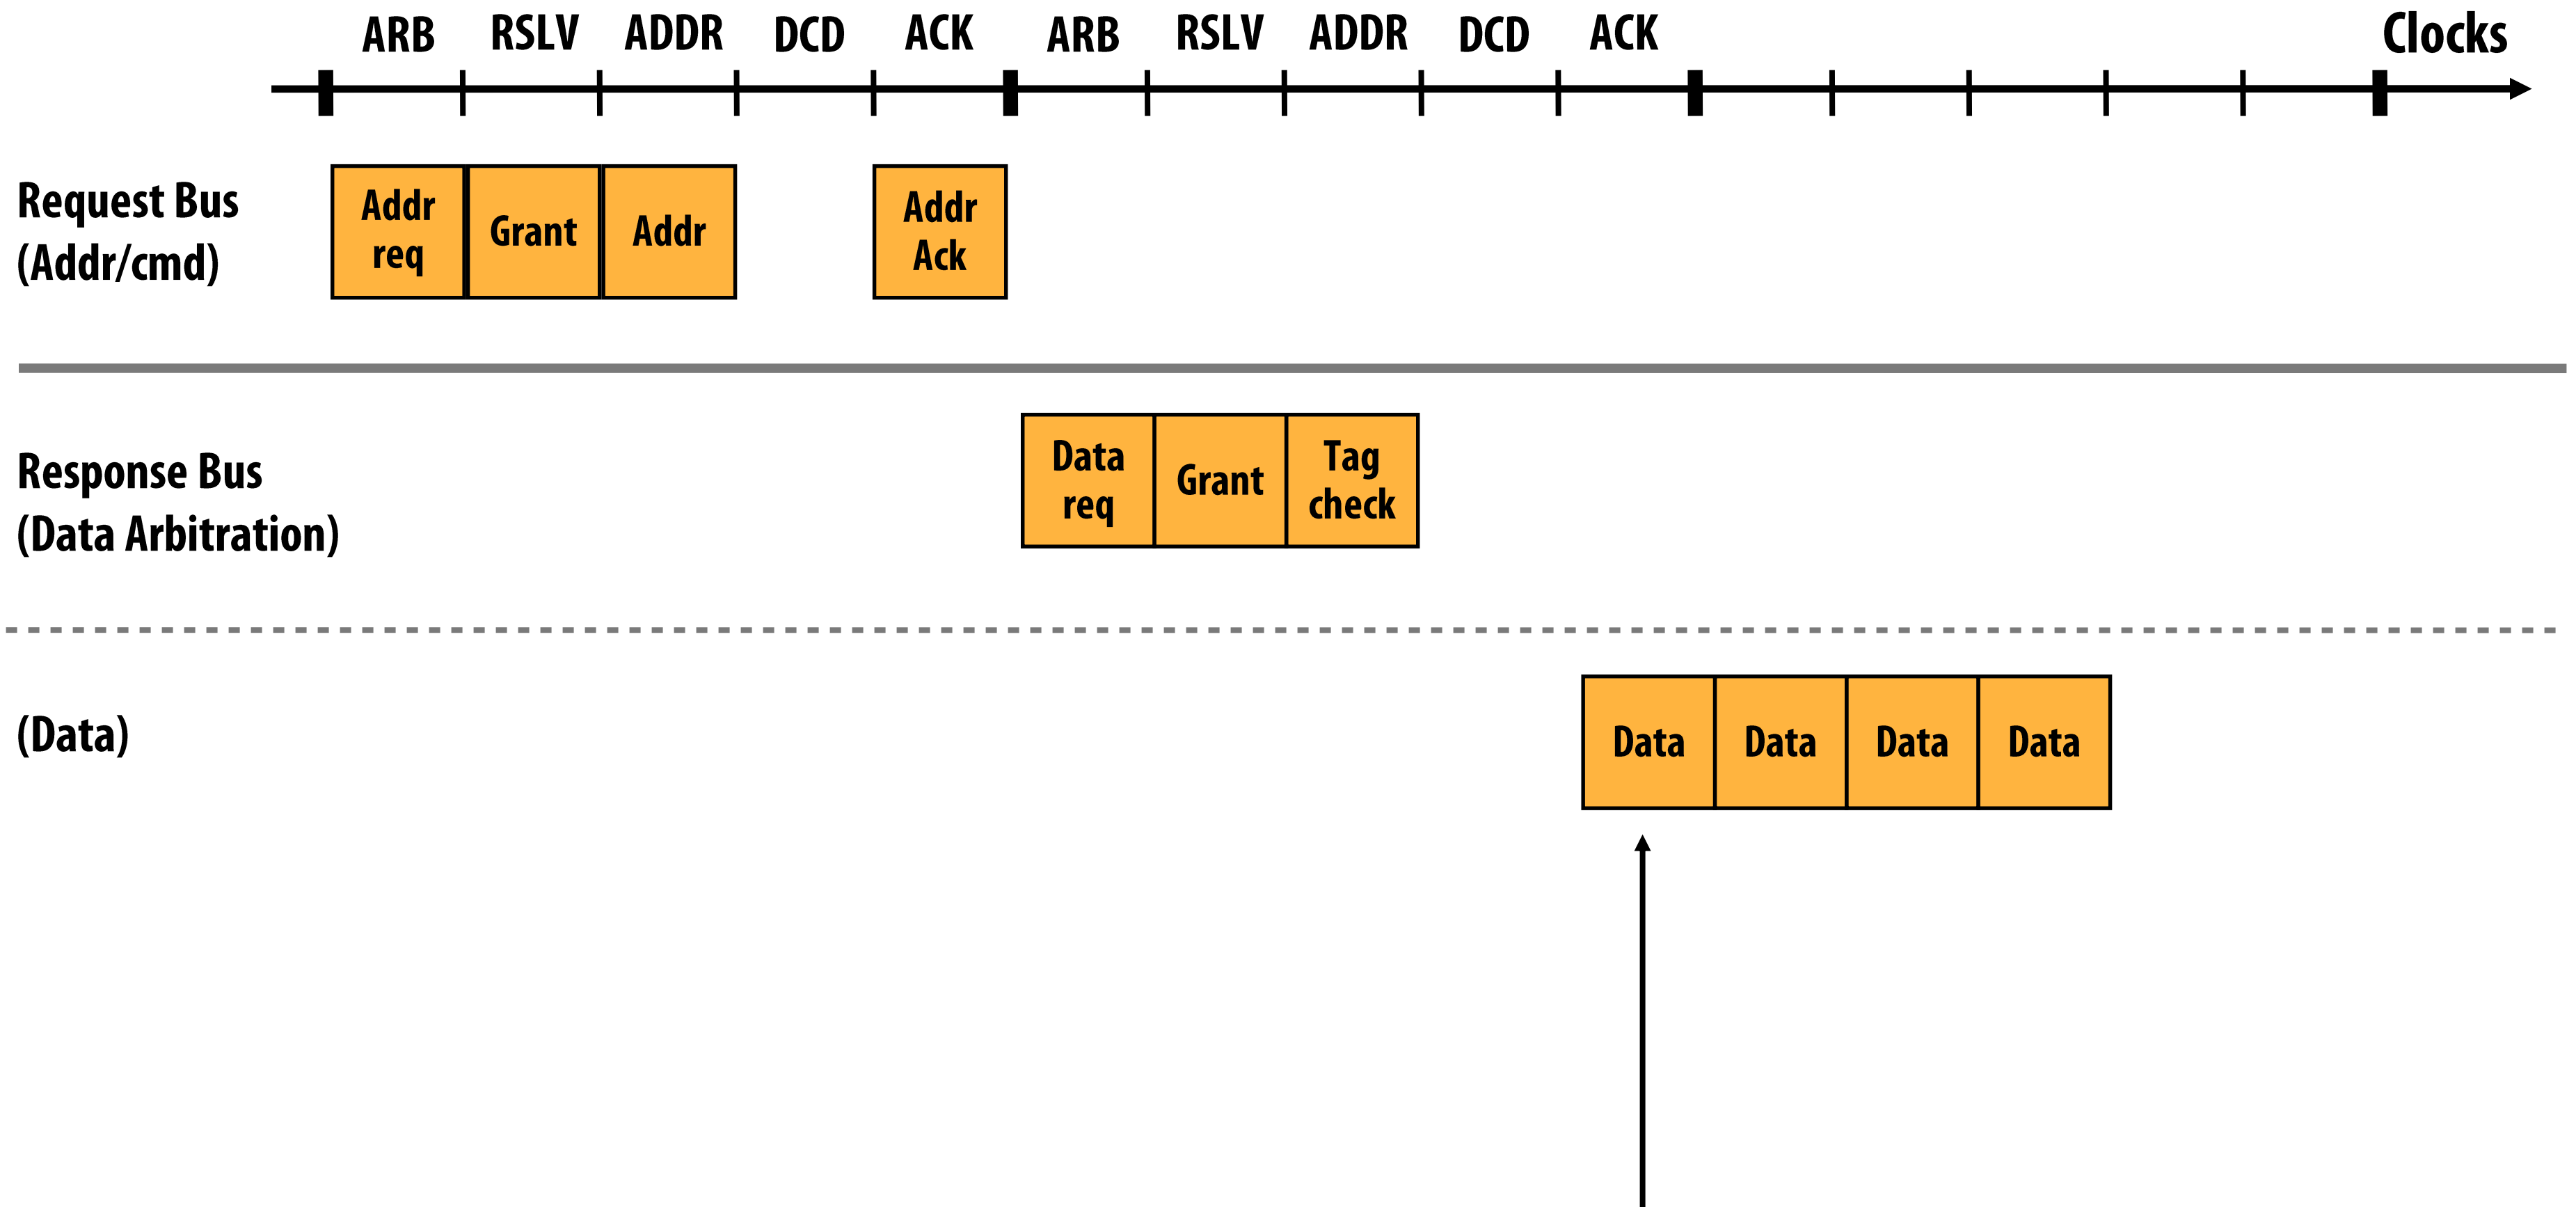 ARB RSLV ADDR DCD ACK ARB RSLV ADDR DCD ACK Clocks
Request Bus
(Addr/cmd)
Addr
req
Grant
Addr
Addr
Ack
Response Bus
(Data Arbitration)
Data
req
Grant
Tag
check
(Data)
Data Data Data Data